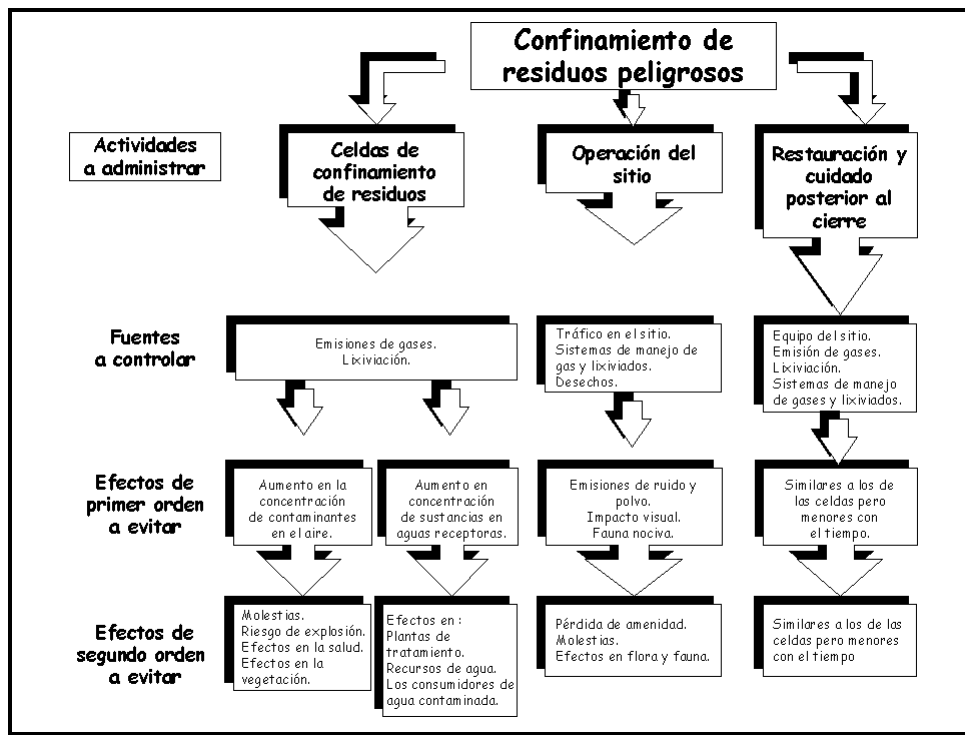 Confinamiento de
residuos peligrosos
Actividades
a administrar
Celdas de
confinamiento
de residuos
Operación del
sitio
Restauración y
cuidado
posterior al
cierre
Fuentes
a controlar
Emisiones de gases.
Lixiviación.
Tráfico en el sitio.
Sistemas de manejo de
gas y lixiviados.
Desechos.
Equipo del sitio.
Emisión de gases.
Lixiviación.
Sistemas de manejo
de gases y lixiviados.
Efectos de
primer orden
a evitar
Aumento en la
concentración
de contaminantes
en el aire.
Aumento en
concentración
de sustancias en
aguas receptoras.
Emisiones de ruido y
polvo.
Impacto visual.
Fauna nociva.
Similares a los de
las celdas pero
menores con
el tiempo.
Efectos de
segundo orden
a evitar
Molestias.
Riesgo de explosión.
Efectos en la salud.
Efectos en la
vegetación.
Efectos en :
Plantas de
tratamiento.
Recursos de agua.
Los consumidores de
agua contaminada.
Pérdida de amenidad.
Molestias.
Efectos en flora y fauna.
Similares a los de las
celdas pero menores
con el tiempo